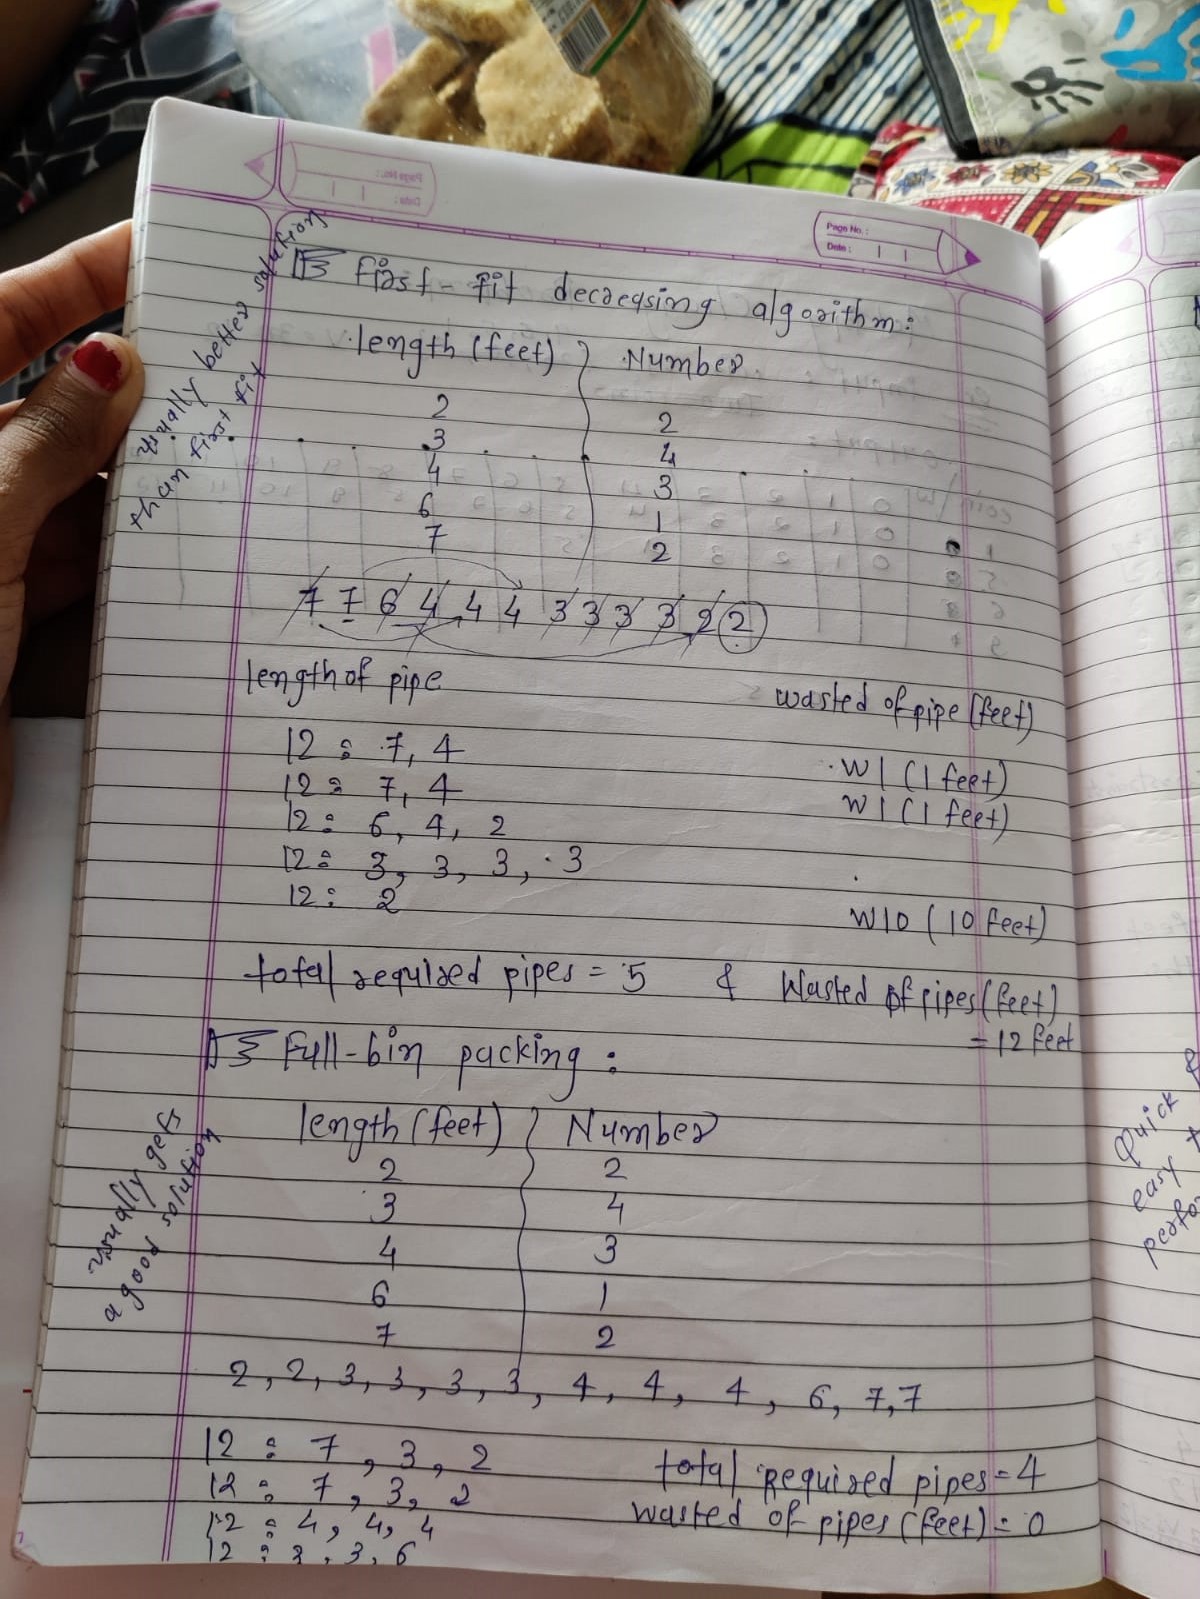 Page No.:
Date:
First-fit decreasing algorithm:
usually better solution
than first fit
length (feet) Number
2 2
3 4
4 3
6 1
7 2
7 7 6 4 4 4 3 3 3 3 2 2
length of pipe wasted of pipe (feet)
12 : 7, 4 W1 (1 feet)
12 : 7, 4 W1 (1 feet)
12 : 6, 4, 2
12 : 3, 3, 3, 3
12 : 2 W10 (10 feet)
total required pipes = 5 & Wasted of pipes (feet)
= 12 feet
Full-bin packing :
usually gets
a good solution
length (feet) Number
2 2
3 4
4 3
6 1
7 2
2, 2, 3, 3, 3, 3, 4, 4, 4, 6, 7, 7
12 : 7, 3, 2 total required pipes = 4
12 : 7, 3, 2 wasted of pipes (feet) = 0
12 : 4, 4, 4
12 : 3, 3, 6
Quick
easy